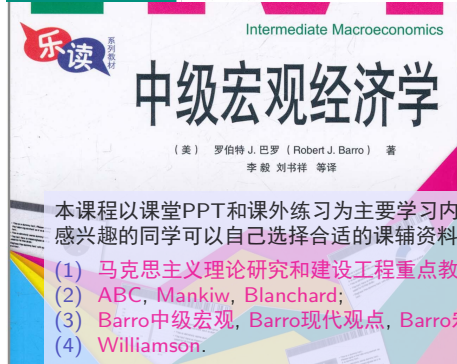 Intermediate Macroeconomics
乐读
系列教材
中级宏观经济学
（美） 罗伯特 J. 巴罗 （Robert J. Barro） 著
李 毅 刘书祥 等译
本课程以课堂PPT和课外练习为主要学习内
感兴趣的同学可以自己选择合适的课辅资料
(1) 马克思主义理论研究和建设工程重点教
(2) ABC, Mankiw, Blanchard;
(3) Barro中级宏观, Barro现代观点, Barro
(4) Williamson.